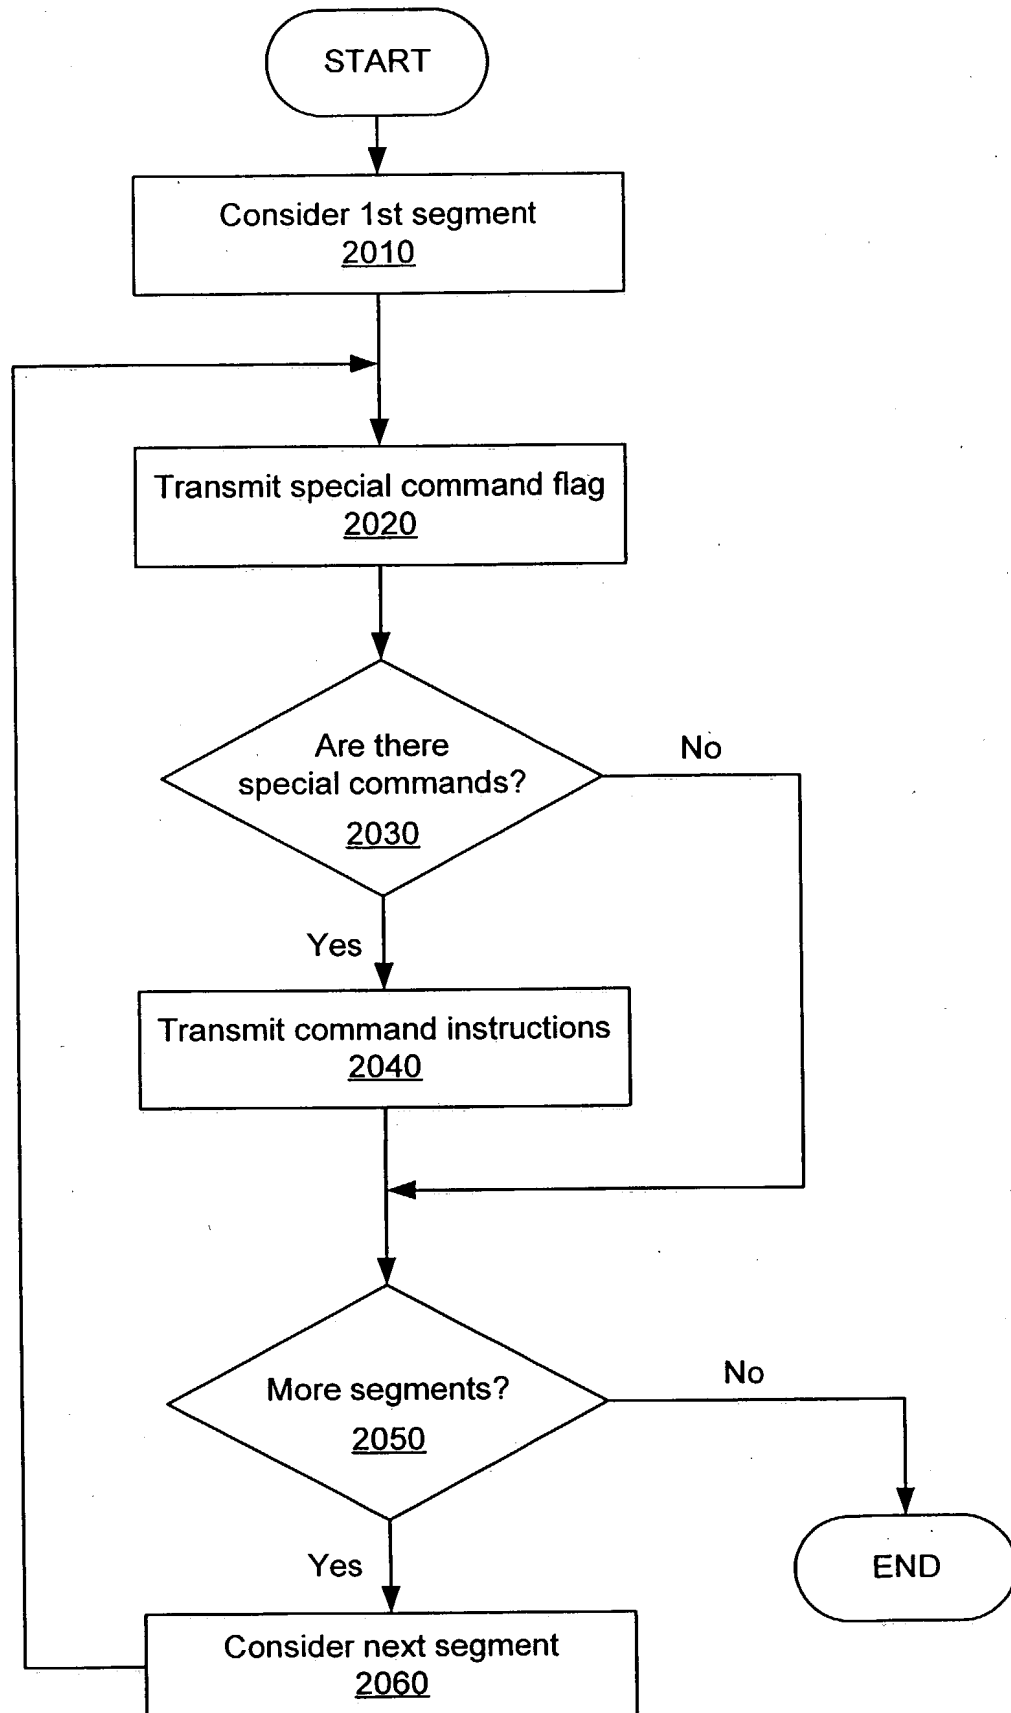 START
Consider 1st segment
2010
Transmit special command flag
2020
Are there
special commands?
2030
No
Yes
Transmit command instructions
2040
More segments?
2050
No
Yes
END
Consider next segment
2060